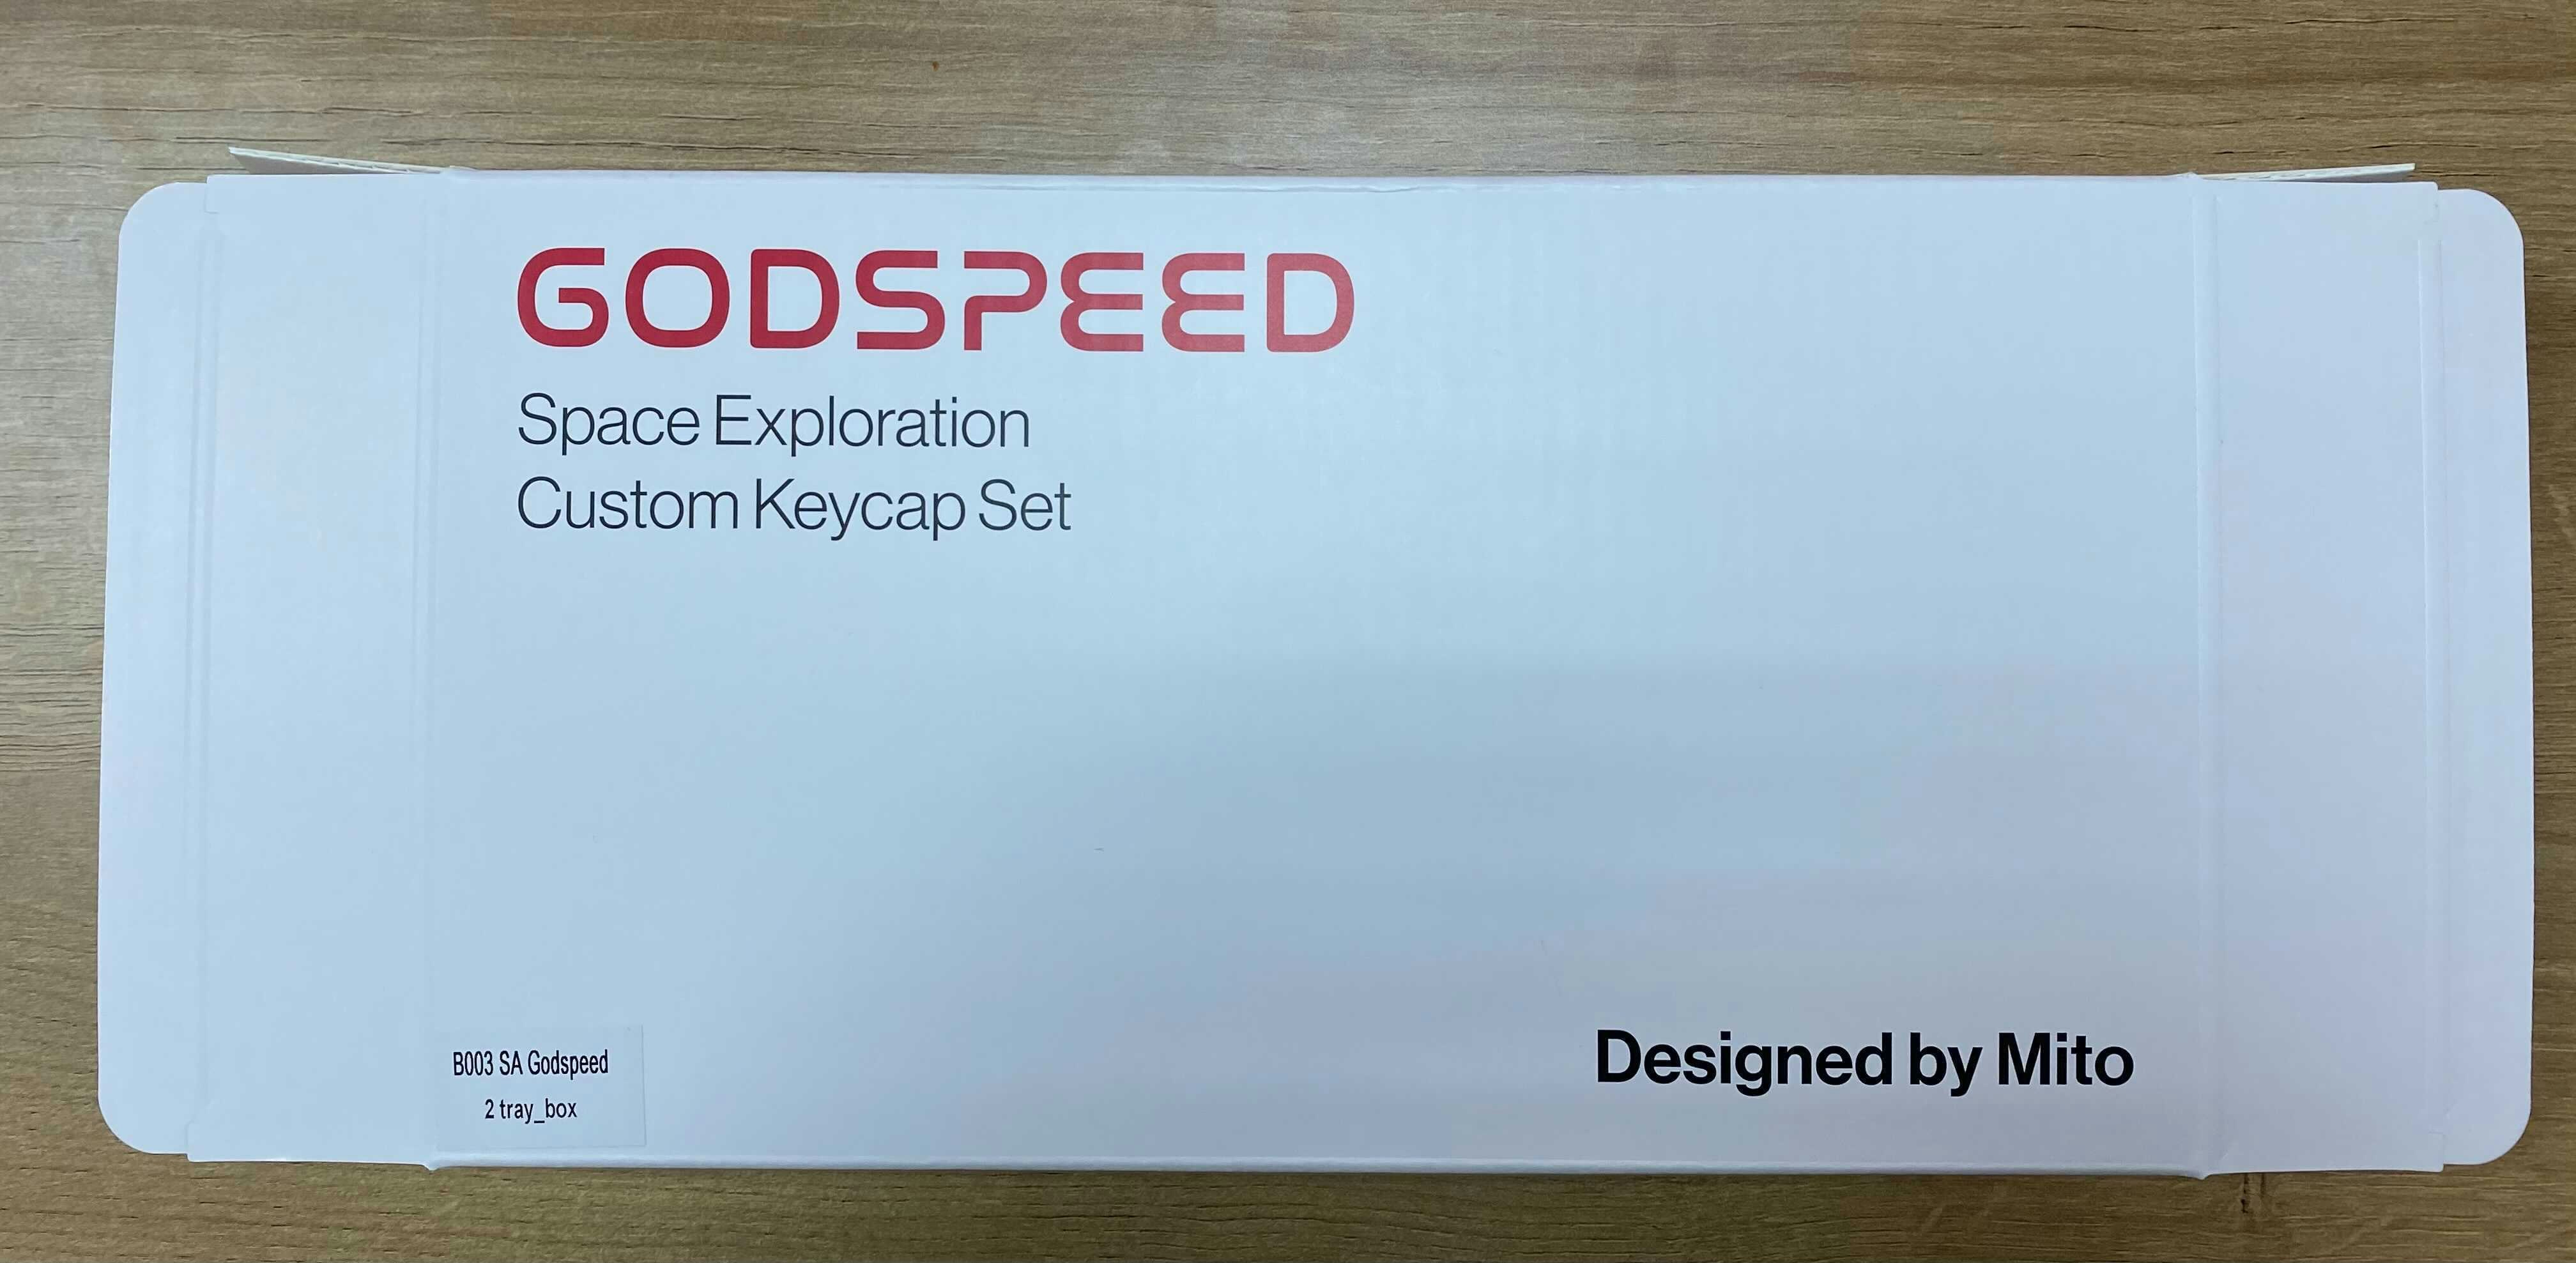 GODSPEED
Space Exploration
Custom Keycap Set
B003 SA Godspeed
2 tray_box
Designed by Mito